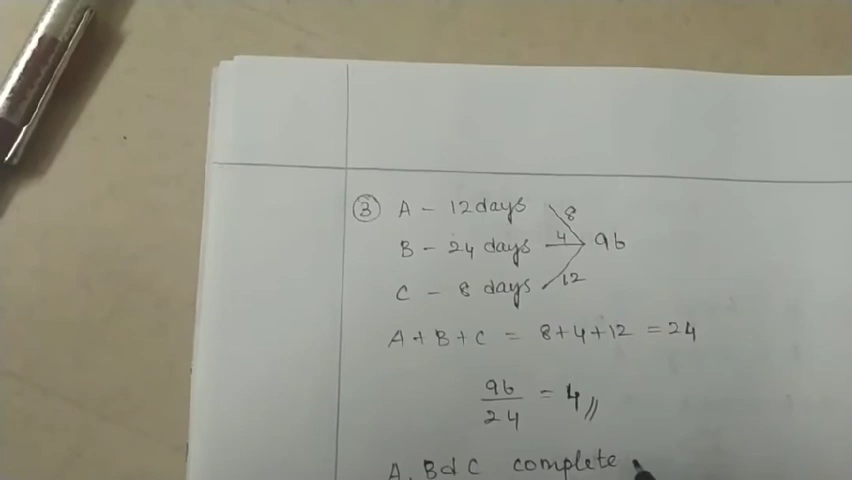 ③ A - 12 days 8
B - 24 days 4 96
C - 8 days 12
A + B + C = 8+4+12 = 24
96/24 = 4 //
A, B & C complete